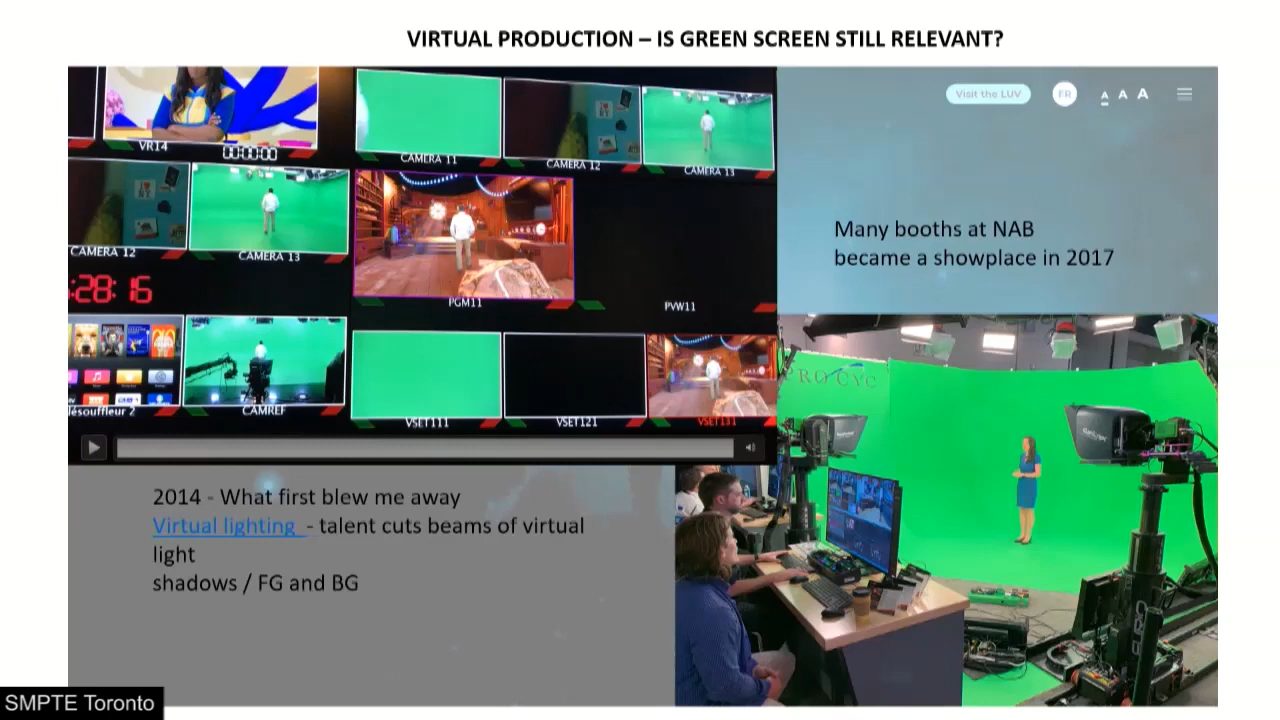 VIRTUAL PRODUCTION – IS GREEN SCREEN STILL RELEVANT?
VR14
00:00:00
CAMERA 11
CAMERA 12
CAMERA 13
CAMERA 12
CAMERA 13
:28:16
PGM11
PVW11
CAMREF
VSET111
VSET121
VSET131
Visit the LUV
FR
A A A
Many booths at NAB
became a showplace in 2017
PRO CYC
2014 - What first blew me away
Virtual lighting - talent cuts beams of virtual
light
shadows / FG and BG
SMPTE Toronto